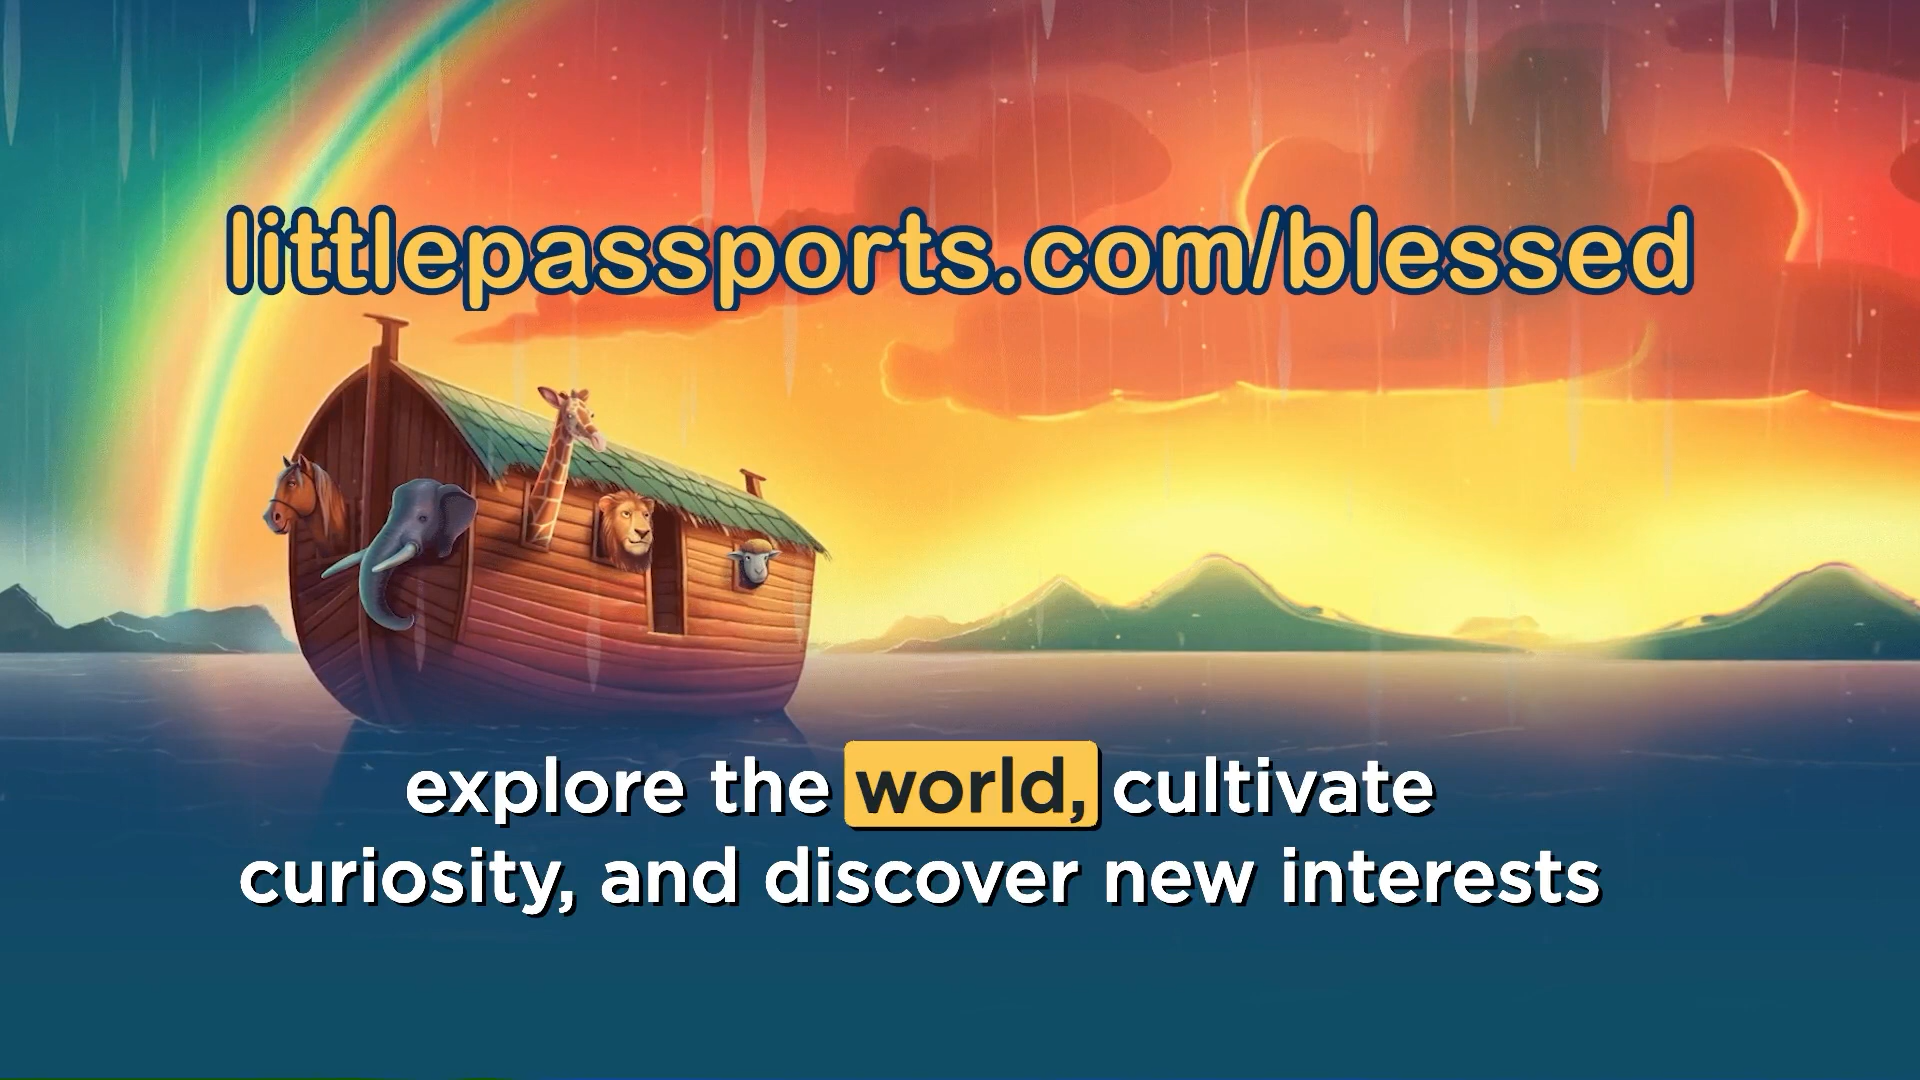 littlepassports.com/blessed
explore the world, cultivate
curiosity, and discover new interests